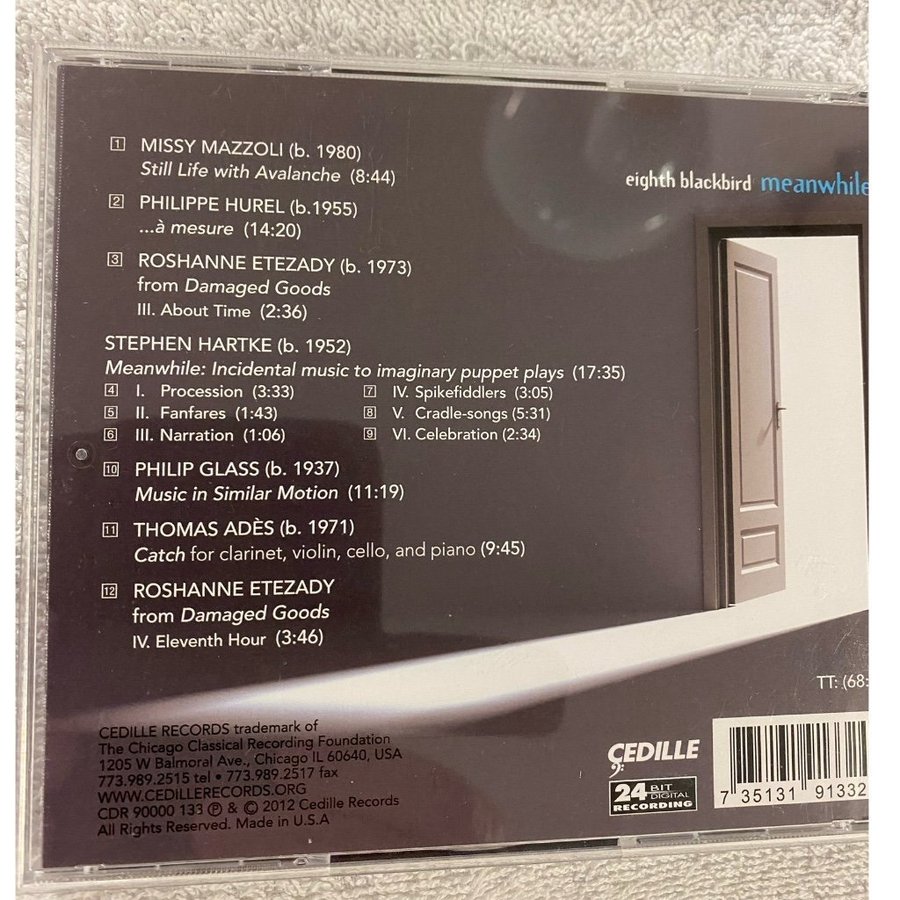 1 MISSY MAZZOLI (b. 1980)
Still Life with Avalanche (8:44)
2 PHILIPPE HUREL (b.1955)
...à mesure (14:20)
3 ROSHANNE ETEZADY (b. 1973)
from Damaged Goods
III. About Time (2:36)
STEPHEN HARTKE (b. 1952)
Meanwhile: Incidental music to imaginary puppet plays (17:35)
4 I. Procession (3:33)
5 II. Fanfares (1:43)
6 III. Narration (1:06)
7 IV. Spikefiddlers (3:05)
8 V. Cradle-songs (5:31)
9 VI. Celebration (2:34)
10 PHILIP GLASS (b. 1937)
Music in Similar Motion (11:19)
11 THOMAS ADÈS (b. 1971)
Catch for clarinet, violin, cello, and piano (9:45)
12 ROSHANNE ETEZADY
from Damaged Goods
IV. Eleventh Hour (3:46)
eighth blackbird meanwhile
TT: (68:
CEDILLE RECORDS trademark of
The Chicago Classical Recording Foundation
1205 W Balmoral Ave., Chicago IL 60640, USA
773.989.2515 tel • 773.989.2517 fax
WWW.CEDILLERECORDS.ORG
CDR 90000 133 ℗ & © 2012 Cedille Records
All Rights Reserved. Made in U.S.A
CEDILLE
24 BIT DIGITAL
RECORDING
7 35131 91332